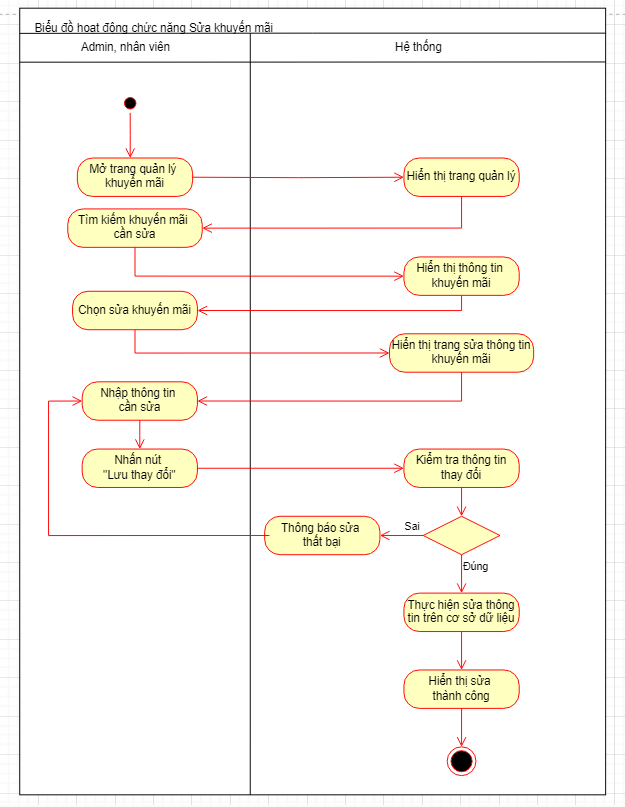 Biểu đồ hoạt động chức năng Sửa khuyến mãi
Admin, nhân viên
Hệ thống
Mở trang quản lý
khuyến mãi
Hiển thị trang quản lý
Tìm kiếm khuyến mãi
cần sửa
Hiển thị thông tin
khuyến mãi
Chọn sửa khuyến mãi
Hiển thị trang sửa thông tin
khuyến mãi
Nhập thông tin
cần sửa
Nhấn nút
"Lưu thay đổi"
Kiểm tra thông tin
thay đổi
Sai
Thông báo sửa
thất bại
Đúng
Thực hiện sửa thông
tin trên cơ sở dữ liệu
Hiển thị sửa
thành công